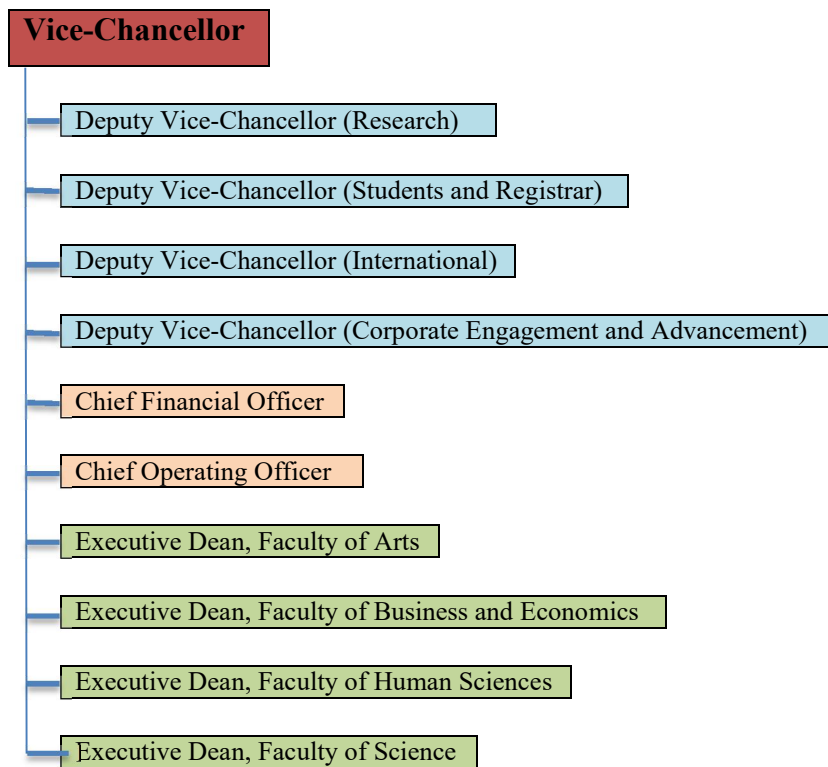 Vice-Chancellor
Deputy Vice-Chancellor (Research)
Deputy Vice-Chancellor (Students and Registrar)
Deputy Vice-Chancellor (International)
Deputy Vice-Chancellor (Corporate Engagement and Advancement)
Chief Financial Officer
Chief Operating Officer
Executive Dean, Faculty of Arts
Executive Dean, Faculty of Business and Economics
Executive Dean, Faculty of Human Sciences
Executive Dean, Faculty of Science